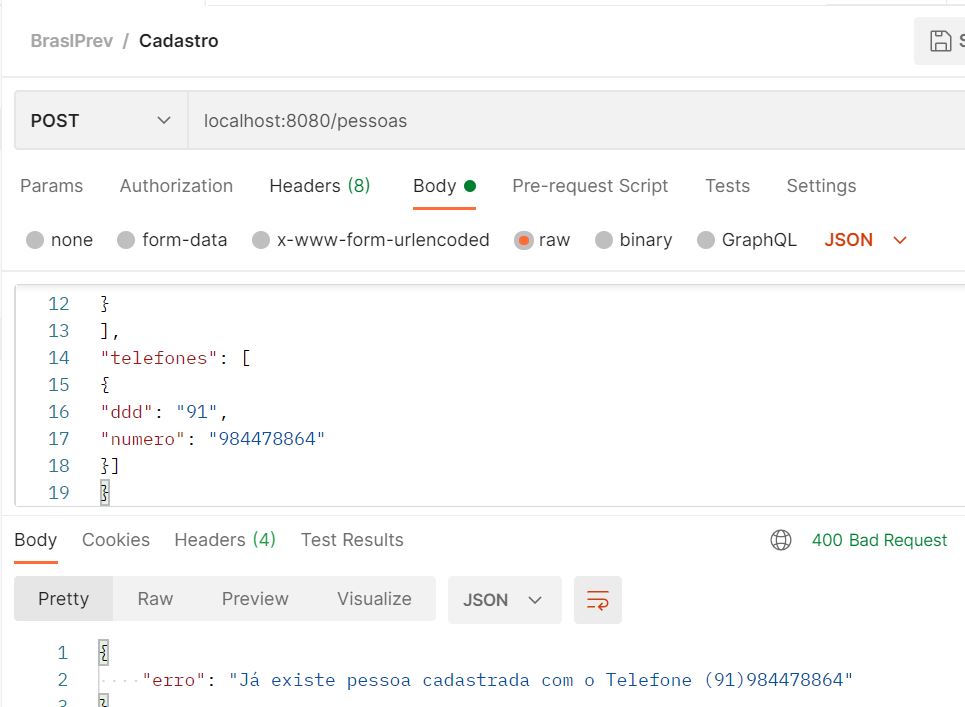 BraslPrev / Cadastro
POST localhost:8080/pessoas
Params Authorization Headers (8) Body Pre-request Script Tests Settings
none form-data x-www-form-urlencoded raw binary GraphQL JSON
12 }
13 ],
14 "telefones": [
15 {
16 "ddd": "91",
17 "numero": "984478864"
18 }]
19 }
Body Cookies Headers (4) Test Results 400 Bad Request
Pretty Raw Preview Visualize JSON
1 {
2 "erro": "Já existe pessoa cadastrada com o Telefone (91)984478864"
3 }